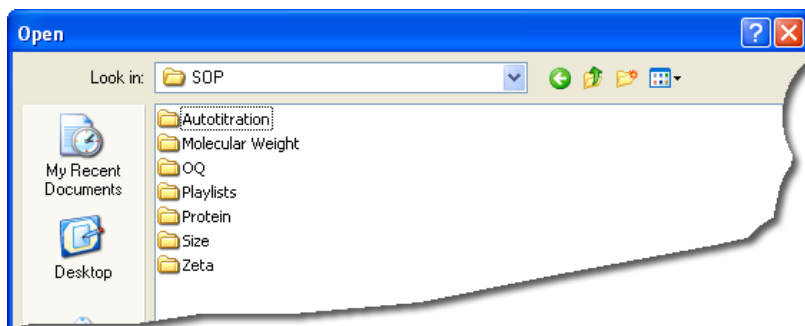 Open
Look in: SOP
My Recent
Documents
Desktop
Autotitration
Molecular Weight
OQ
Playlists
Protein
Size
Zeta